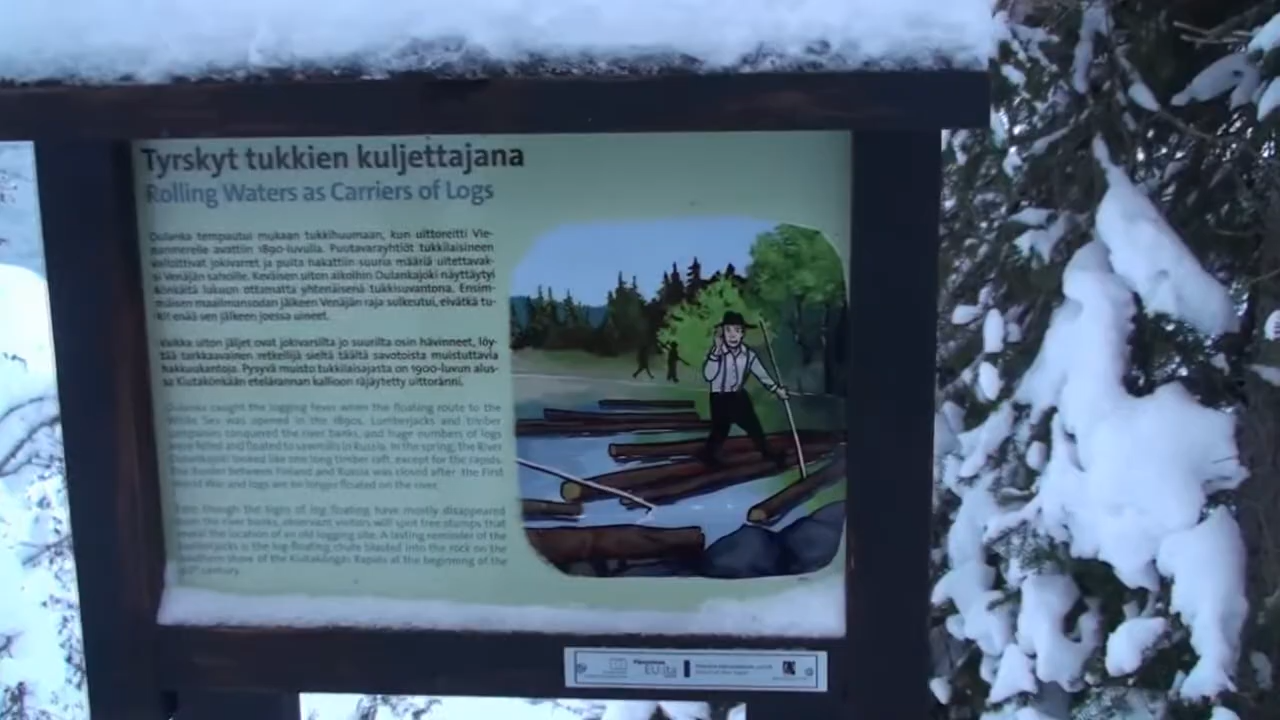 Tyrskyt tukkien kuljettajana
Rolling Waters as Carriers of Logs
Oulanka tempautui mukaan tukkihuumaan, kun uittoreitti Vie-
nanmerelle avattiin 1890-luvulla. Puutavarayhtiöt tukkilaisineen
valloittivat jokivarret ja puita hakattiin suuria määriä uitettavak-
si Venäjän sahoille. Keväisen uiton aikoihin Oulankajoki näyttäytyi
könkäitä lukuun ottamatta yhtenäisenä tukkisuvantona. Ensim-
mäisen maailmansodan jälkeen Venäjän raja sulkeutui, eivätkä tu-
kit enää sen jälkeen joessa uineet.
Vaikka uiton jäljet ovat jokivarsilta jo suurilta osin hävinneet, löy-
tää tarkkaavainen retkeilijä sieltä täältä savotoista muistuttavia
hakkuukantoja. Pysyvä muisto tukkilaisajasta on 1900-luvun alus-
sa Kiutakönkään etelärannan kallioon räjäytetty uittoränni.
Oulanka caught the logging fever when the floating route to the
White Sea was opened in the 1890s. Lumberjacks and timber
companies conquered the river banks, and huge numbers of logs
were felled and floated to sawmills in Russia. In the spring, the River
Oulankajoki looked like one long timber raft, except for the rapids.
The border between Finland and Russia was closed after the First
World War and logs are no longer floated on the river.
Even though the signs of log floating have mostly disappeared
from the river banks, observant visitors will spot tree stumps that
reveal the location of an old logging site. A lasting reminder of the
lumberjacks is the log-floating chute blasted into the rock on the
southern shore of the Kiutaköngäs Rapids at the beginning of the
20th century.
EU:lta